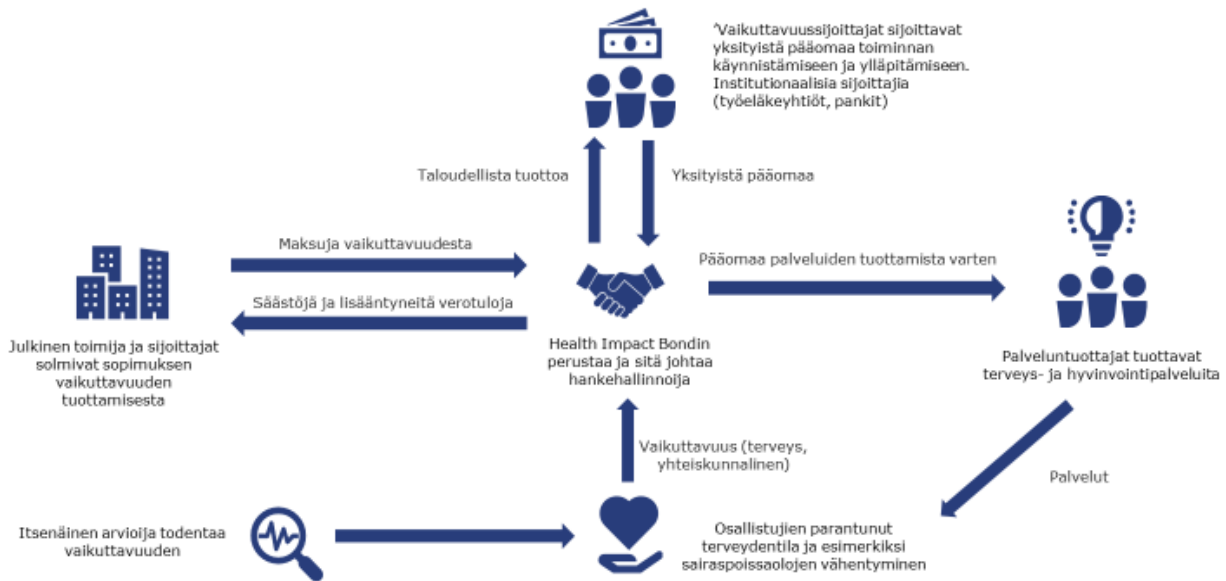 'Vaikuttavuussijoittajat sijoittavat
yksityistä pääomaa toiminnan
käynnistämiseen ja ylläpitämiseen.
Institutionaalisia sijoittajia
(työeläkeyhtiöt, pankit)
Taloudellista tuottoa
Yksityistä pääomaa
Maksuja vaikuttavuudesta
Pääomaa palveluiden tuottamista varten
Säästöjä ja lisääntyneitä verotuloja
Julkinen toimija ja sijoittajat
solmivat sopimuksen
vaikuttavuuden
tuottamisesta
Health Impact Bondin
perustaa ja sitä johtaa
hankehallinnoija
Palveluntuottajat tuottavat
terveys- ja hyvinvointipalveluita
Vaikuttavuus (terveys,
yhteiskunnalinen)
Palvelut
Itsenäinen arvioija todentaa
vaikuttavuuden
Osallistujien parantunut
terveydentila ja esimerkiksi
sairaspoissaolojen vähentyminen